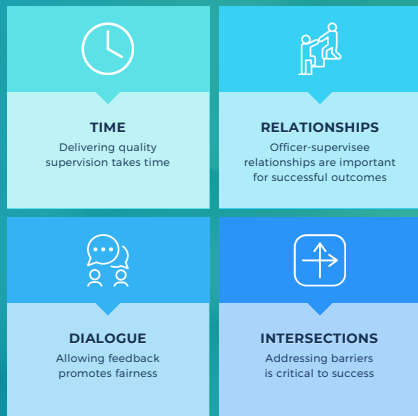 TIME
Delivering quality
supervision takes time
RELATIONSHIPS
Officer-supervisee
relationships are important
for successful outcomes
DIALOGUE
Allowing feedback
promotes fairness
INTERSECTIONS
Addressing barriers
is critical to success